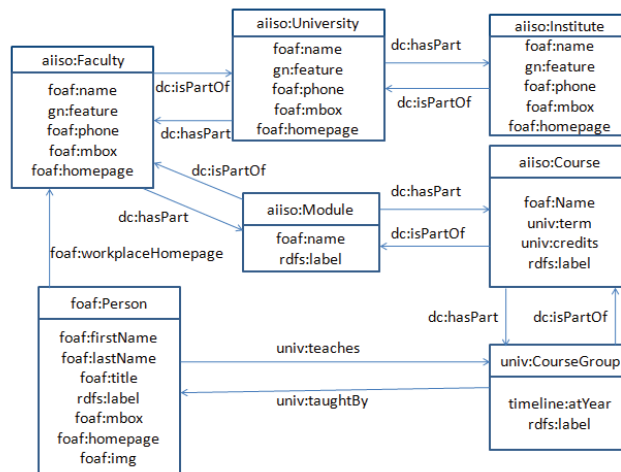 aiiso:Faculty
foaf:name
gn:feature
foaf:phone
foaf:mbox
foaf:homepage
dc:isPartOf
dc:hasPart
aiiso:University
foaf:name
gn:feature
foaf:phone
foaf:mbox
foaf:homepage
dc:hasPart
dc:isPartOf
aiiso:Institute
foaf:name
gn:feature
foaf:phone
foaf:mbox
foaf:homepage
dc:isPartOf
dc:hasPart
aiiso:Module
foaf:name
rdfs:label
dc:hasPart
dc:isPartOf
aiiso:Course
foaf:Name
univ:term
univ:credits
rdfs:label
foaf:workplaceHomepage
dc:hasPart
dc:isPartOf
foaf:Person
foaf:firstName
foaf:lastName
foaf:title
rdfs:label
foaf:mbox
foaf:homepage
foaf:img
univ:teaches
univ:taughtBy
univ:CourseGroup
timeline:atYear
rdfs:label